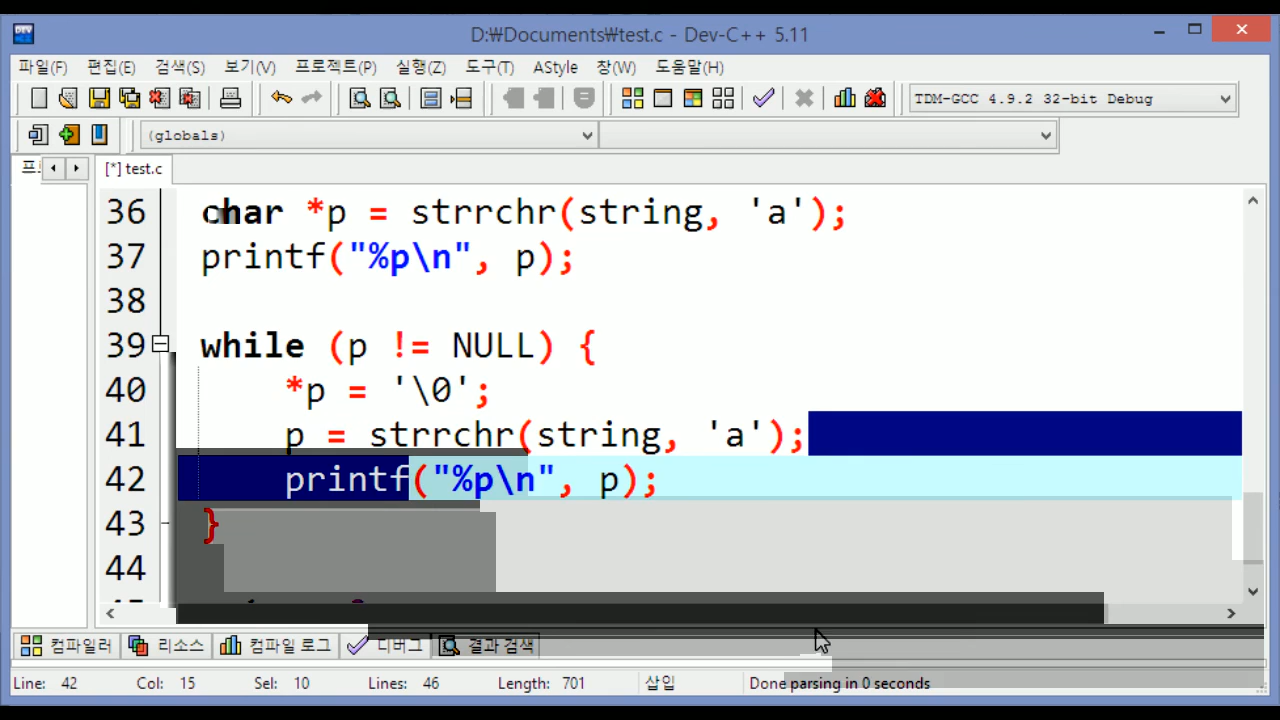 DEV
D:₩Documents₩test.c - Dev-C++ 5.11
파일(F) 편집(E) 검색(S) 보기(V) 프로젝트(P) 실행(Z) 도구(T) AStyle 창(W) 도움말(H)
TDM-GCC 4.9.2 32-bit Debug
(globals)
[*] test.c
36 char *p = strrchr(string, 'a');
37 printf("%p\n", p);
38
39 while (p != NULL) {
40 *p = '\0';
41 p = strrchr(string, 'a');
42 printf("%p\n", p);
43 }
44
컴파일러 리소스 컴파일 로그 디버그 결과 검색
Line: 42 Col: 15 Sel: 10 Lines: 46 Length: 701 삽입 Done parsing in 0 seconds